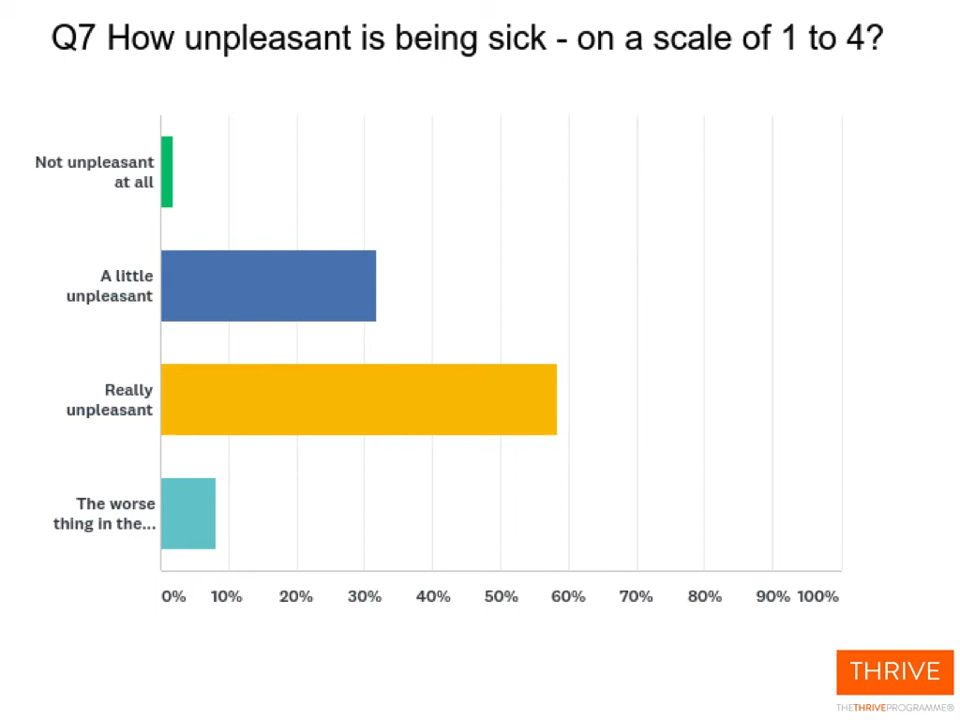 Q7 How unpleasant is being sick - on a scale of 1 to 4?
Not unpleasant
at all
A little
unpleasant
Really
unpleasant
The worse
thing in the...
0% 10% 20% 30% 40% 50% 60% 70% 80% 90% 100%
THRIVE
THETHRIVEPROGRAMME®